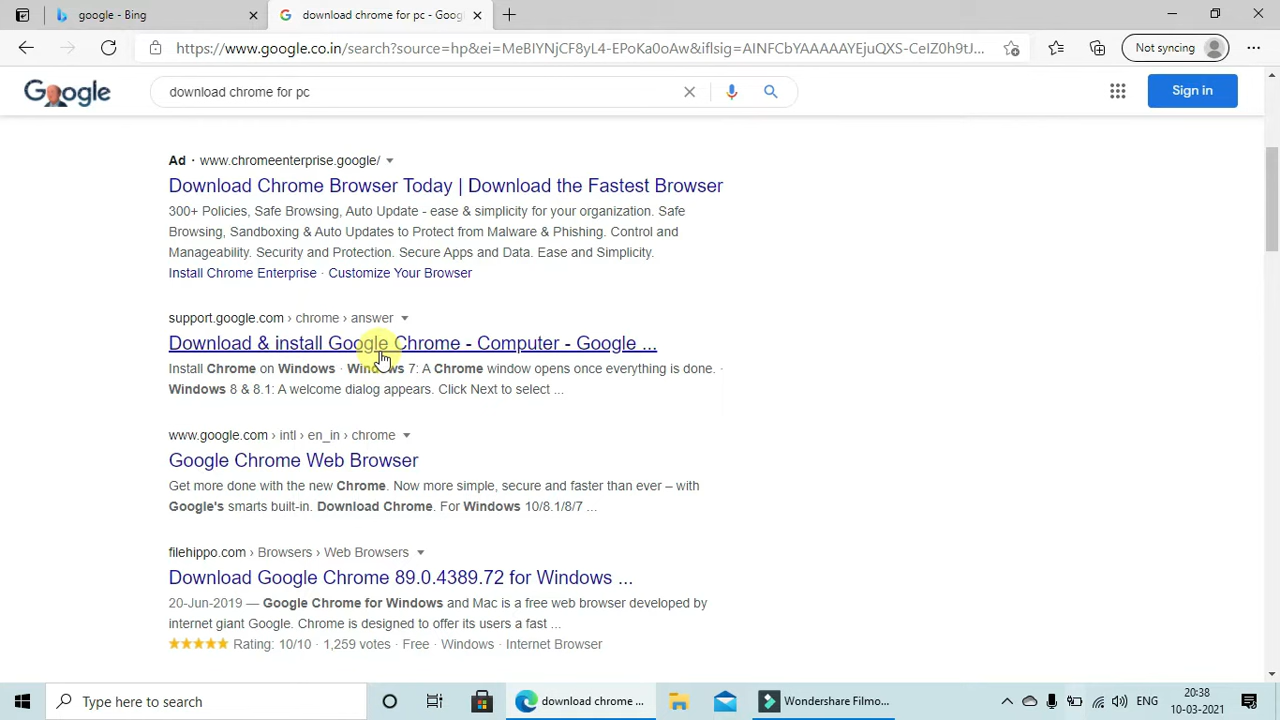 google - Bing
download chrome for pc - Goog
https://www.google.co.in/search?source=hp&ei=MeBIYNjCF8yL4-EPoKa0oAw&iflsig=AINFCbYAAAAAYEjuQXS-CeIZ0h9tJ...
Not syncing
Google
download chrome for pc
Sign in
Ad · www.chromeenterprise.google/
Download Chrome Browser Today | Download the Fastest Browser
300+ Policies, Safe Browsing, Auto Update - ease & simplicity for your organization. Safe
Browsing, Sandboxing & Auto Updates to Protect from Malware & Phishing. Control and
Manageability. Security and Protection. Secure Apps and Data. Ease and Simplicity.
Install Chrome Enterprise · Customize Your Browser
support.google.com › chrome › answer
Download & install Google Chrome - Computer - Google ...
Install Chrome on Windows · Windows 7: A Chrome window opens once everything is done. ·
Windows 8 & 8.1: A welcome dialog appears. Click Next to select ...
www.google.com › intl › en_in › chrome
Google Chrome Web Browser
Get more done with the new Chrome. Now more simple, secure and faster than ever – with
Google's smarts built-in. Download Chrome. For Windows 10/8.1/8/7 ...
filehippo.com › Browsers › Web Browsers
Download Google Chrome 89.0.4389.72 for Windows ...
20-Jun-2019 — Google Chrome for Windows and Mac is a free web browser developed by
internet giant Google. Chrome is designed to offer its users a fast ...
Rating: 10/10 · 1,259 votes · Free · Windows · Internet Browser
Type here to search
download chrome ...
Wondershare Filmo...
ENG
20:38
10-03-2021